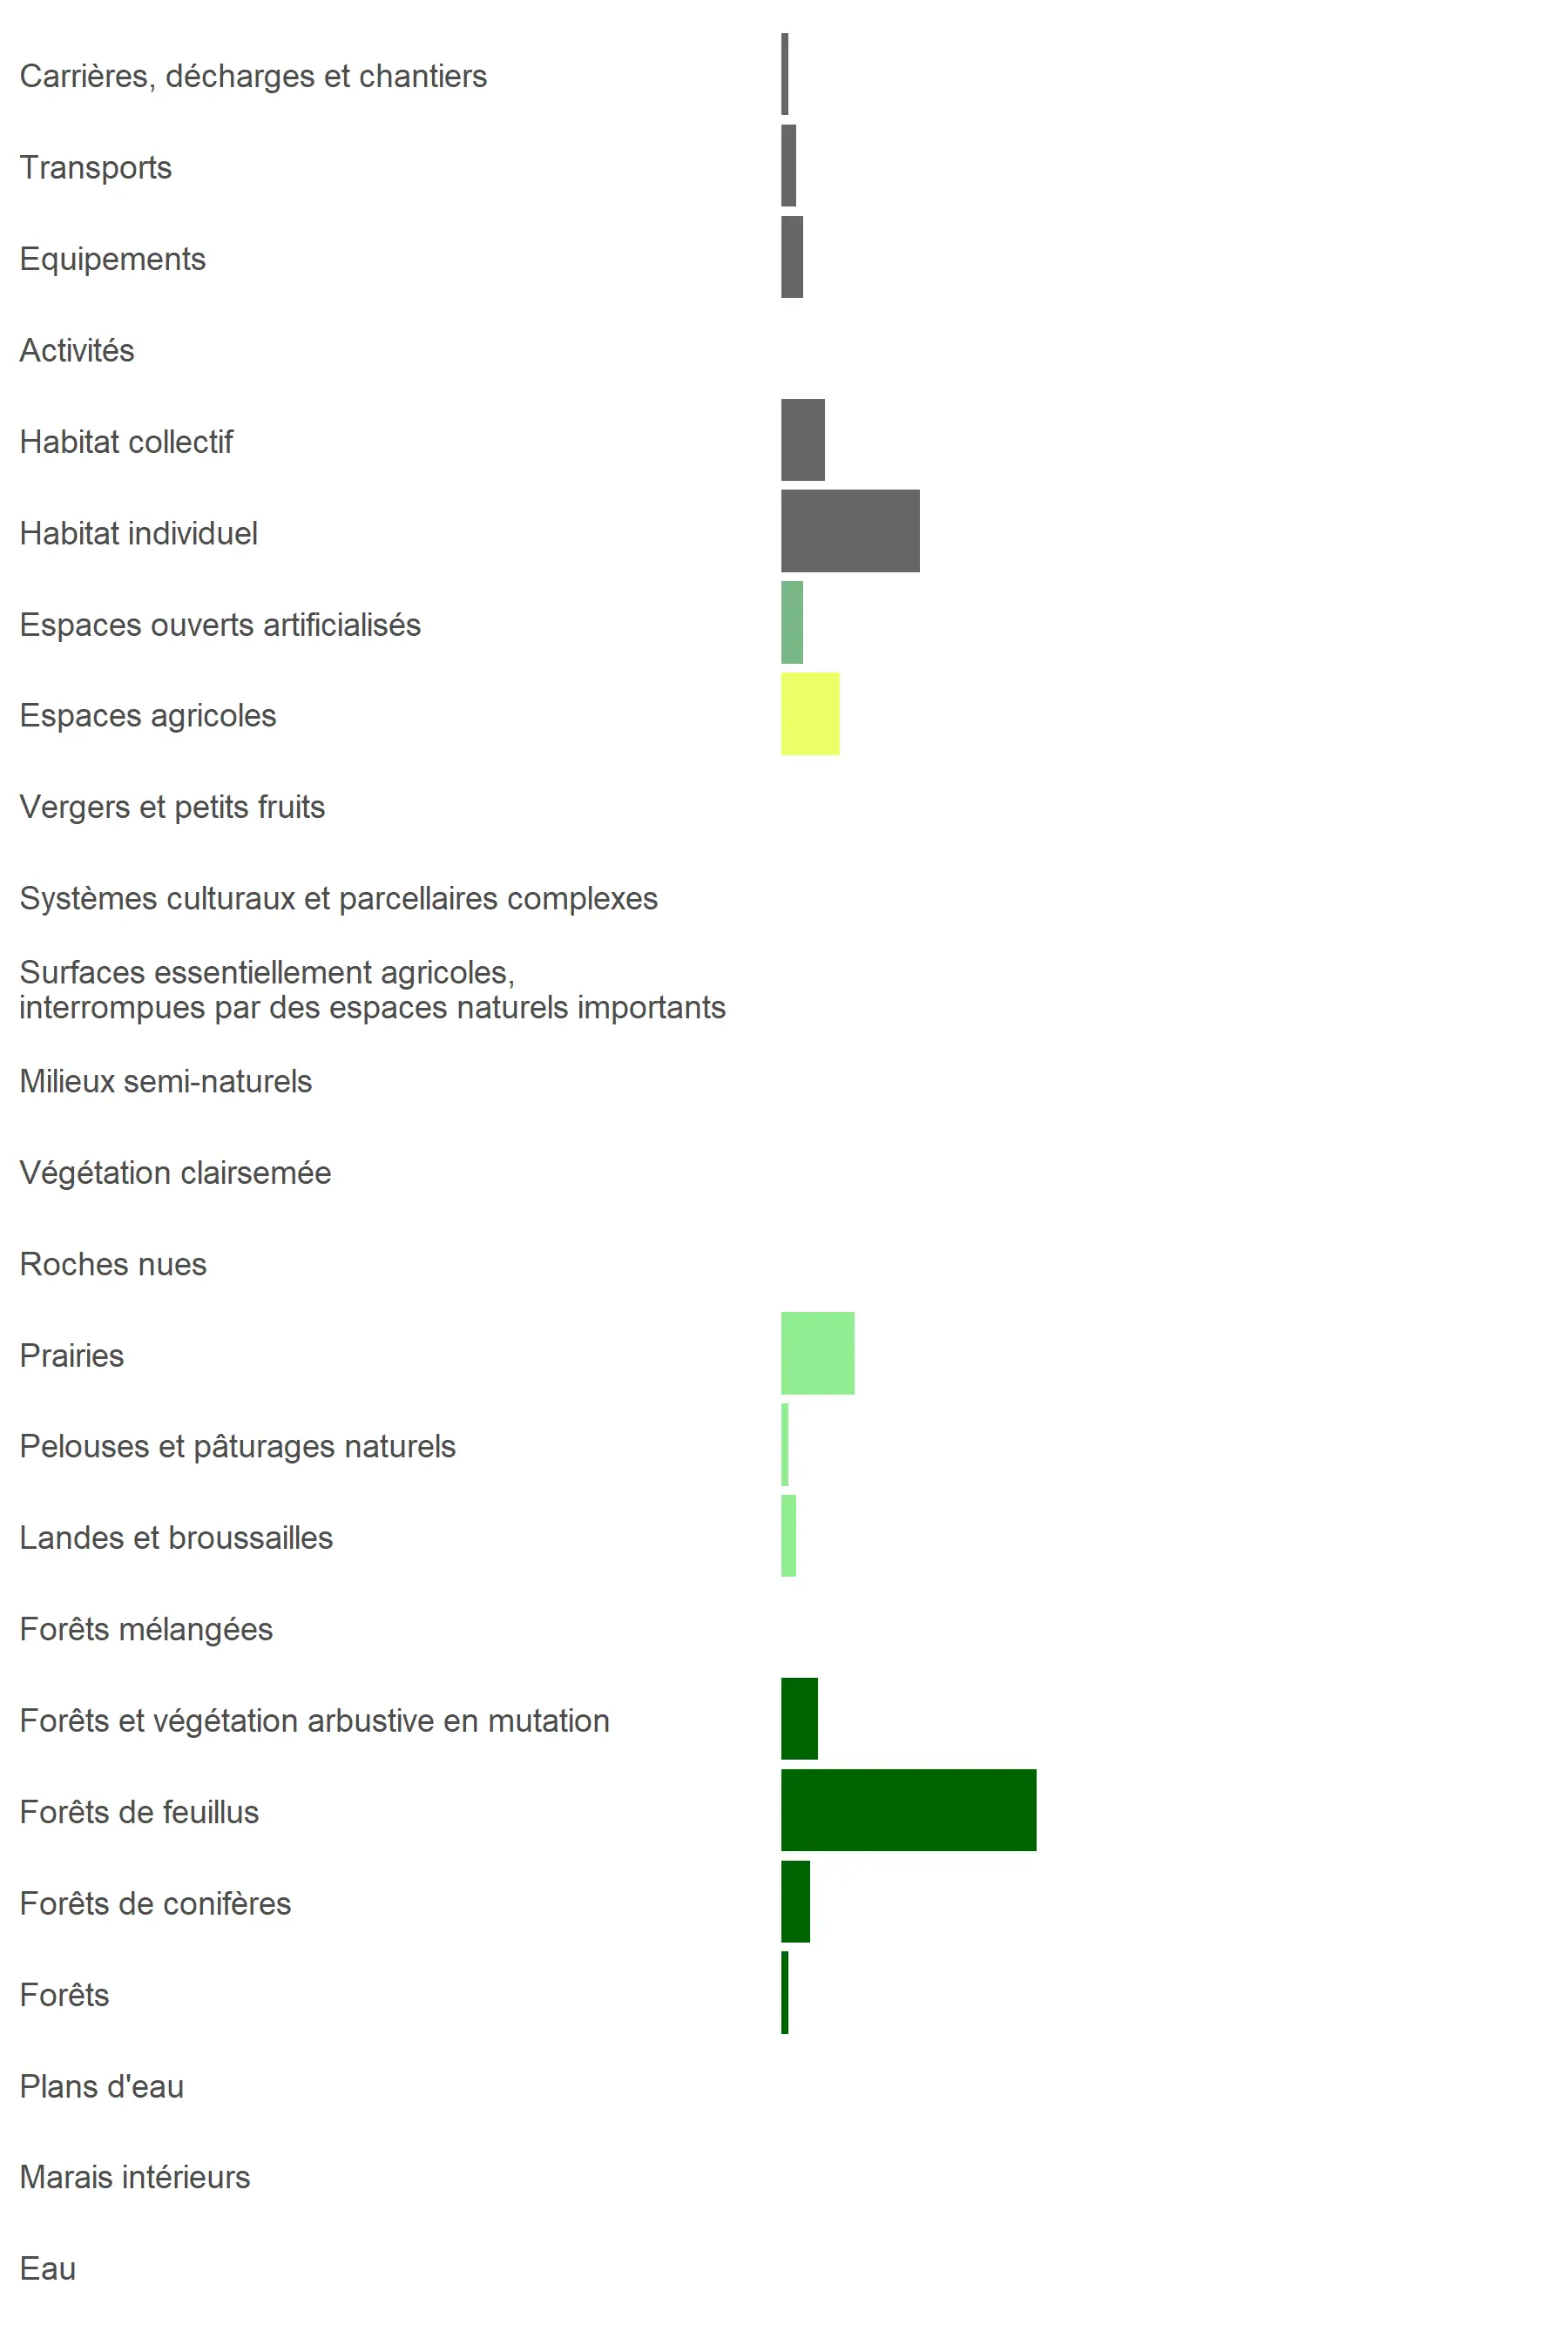 Carrières, décharges et chantiers
Transports
Equipements
Activités
Habitat collectif
Habitat individuel
Espaces ouverts artificialisés
Espaces agricoles
Vergers et petits fruits
Systèmes culturaux et parcellaires complexes
Surfaces essentiellement agricoles,
interrompues par des espaces naturels importants
Milieux semi-naturels
Végétation clairsemée
Roches nues
Prairies
Pelouses et pâturages naturels
Landes et broussailles
Forêts mélangées
Forêts et végétation arbustive en mutation
Forêts de feuillus
Forêts de conifères
Forêts
Plans d'eau
Marais intérieurs
Eau